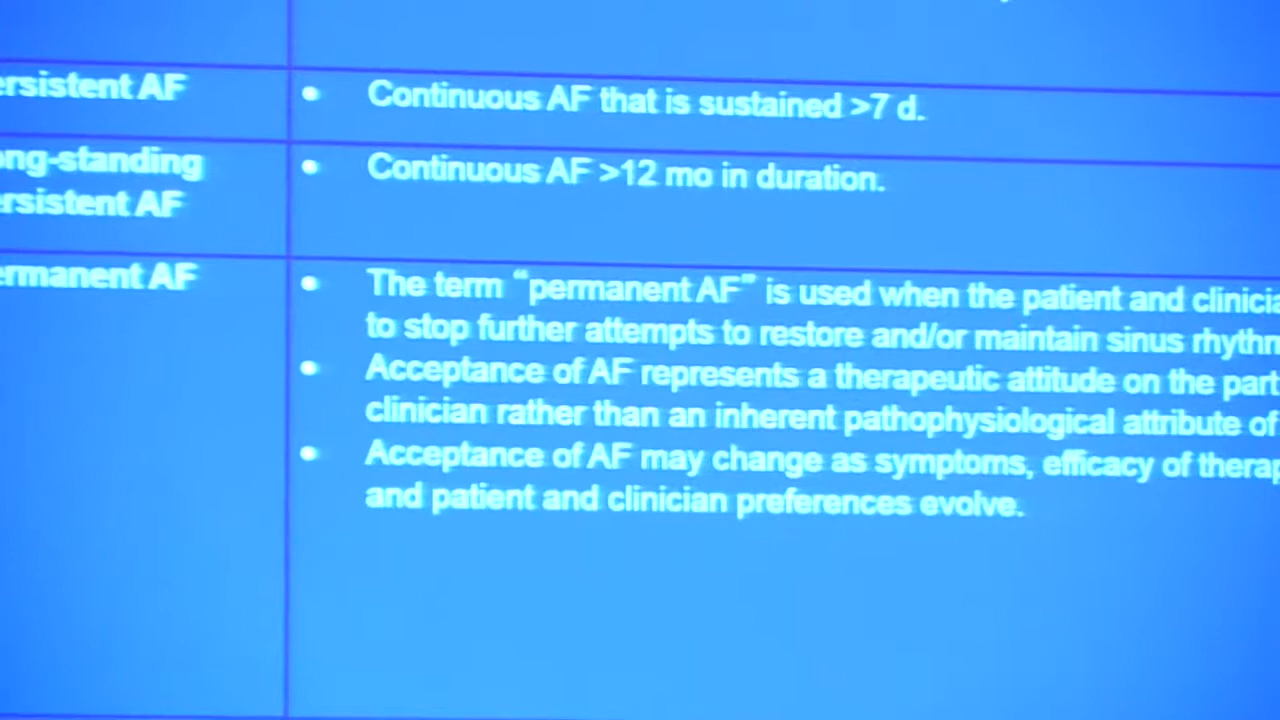 ersistent AF
Continuous AF that is sustained >7 d.
ong-standing
ersistent AF
Continuous AF >12 mo in duration.
ermanent AF
The term “permanent AF” is used when the patient and clinicia
to stop further attempts to restore and/or maintain sinus rhythm
Acceptance of AF represents a therapeutic attitude on the part
clinician rather than an inherent pathophysiological attribute of
Acceptance of AF may change as symptoms, efficacy of therap
and patient and clinician preferences evolve.